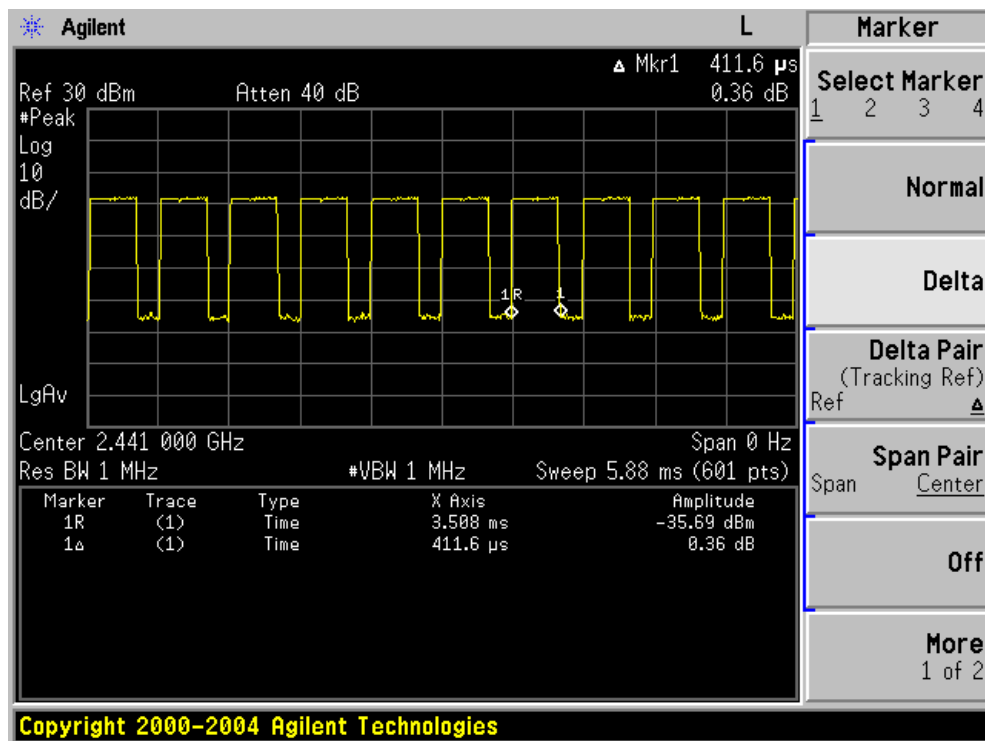 Agilent L
Δ Mkr1 411.6 µs
Ref 30 dBm Atten 40 dB 0.36 dB
#Peak
Log
10
dB/
1R 1
LgAv
Center 2.441 000 GHz Span 0 Hz
Res BW 1 MHz #VBW 1 MHz Sweep 5.88 ms (601 pts)
Marker Trace Type X Axis Amplitude
1R (1) Time 3.508 ms -35.69 dBm
1Δ (1) Time 411.6 µs 0.36 dB
Copyright 2000-2004 Agilent Technologies
Marker
Select Marker
1 2 3 4
Normal
Delta
Delta Pair
(Tracking Ref)
Ref Δ
Span Pair
Span Center
Off
More
1 of 2